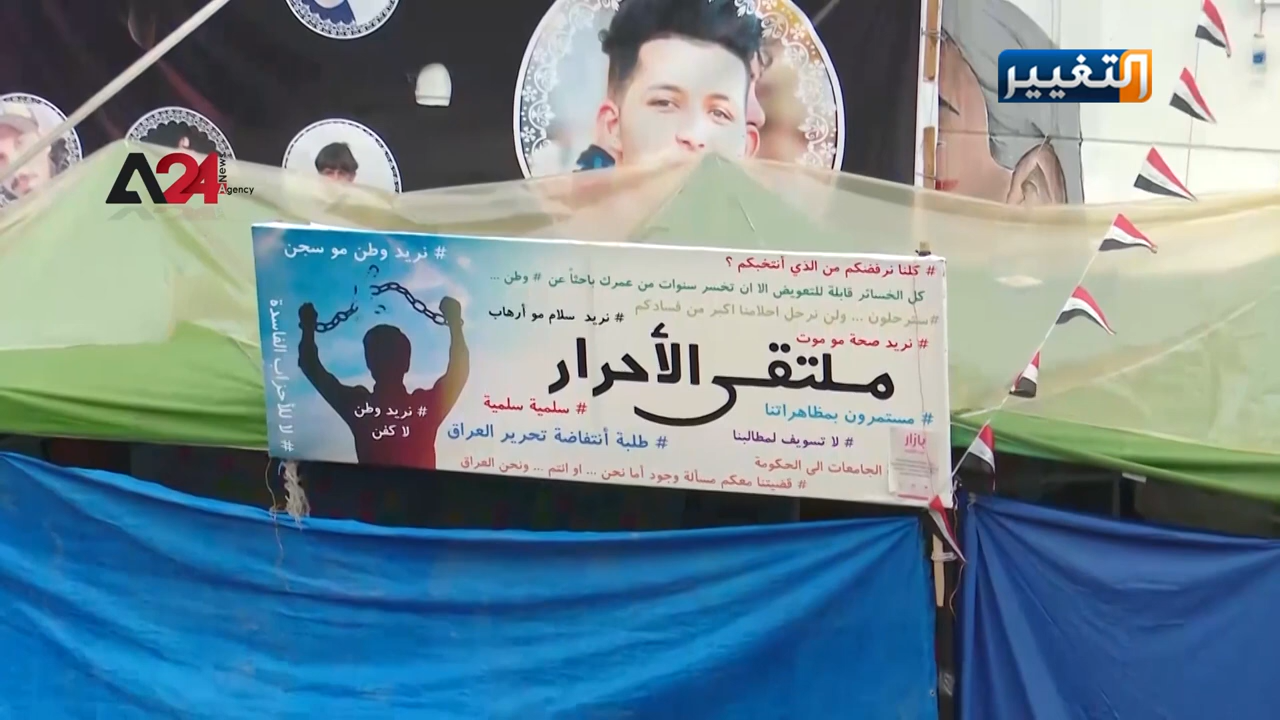 التغيير
A24 News Agency
# نريد وطن مو سجن
# لا للأحزاب الفاسدة
# نريد وطن
لا كفن
# كلنا نرفضكم من الذي أنتخبكم ؟
كل الخسائر قابلة للتعويض الا ان تخسر سنوات من عمرك باحثاً عن # وطن ...
#سترحلون ... ولن ترحل احلامنا اكبر من فسادكم
# نريد سلام مو أرهاب
# نريد صحة مو موت
ملتقى الأحرار
# سلمية سلمية
# مستمرون بمظاهراتنا
# طلبة أنتفاضة تحرير العراق
# لا تسويف لمطالبنا
الجامعات الى الحكومة
# قضيتنا معكم مسألة وجود أما نحن ... او انتم ... ونحن العراق
بازار